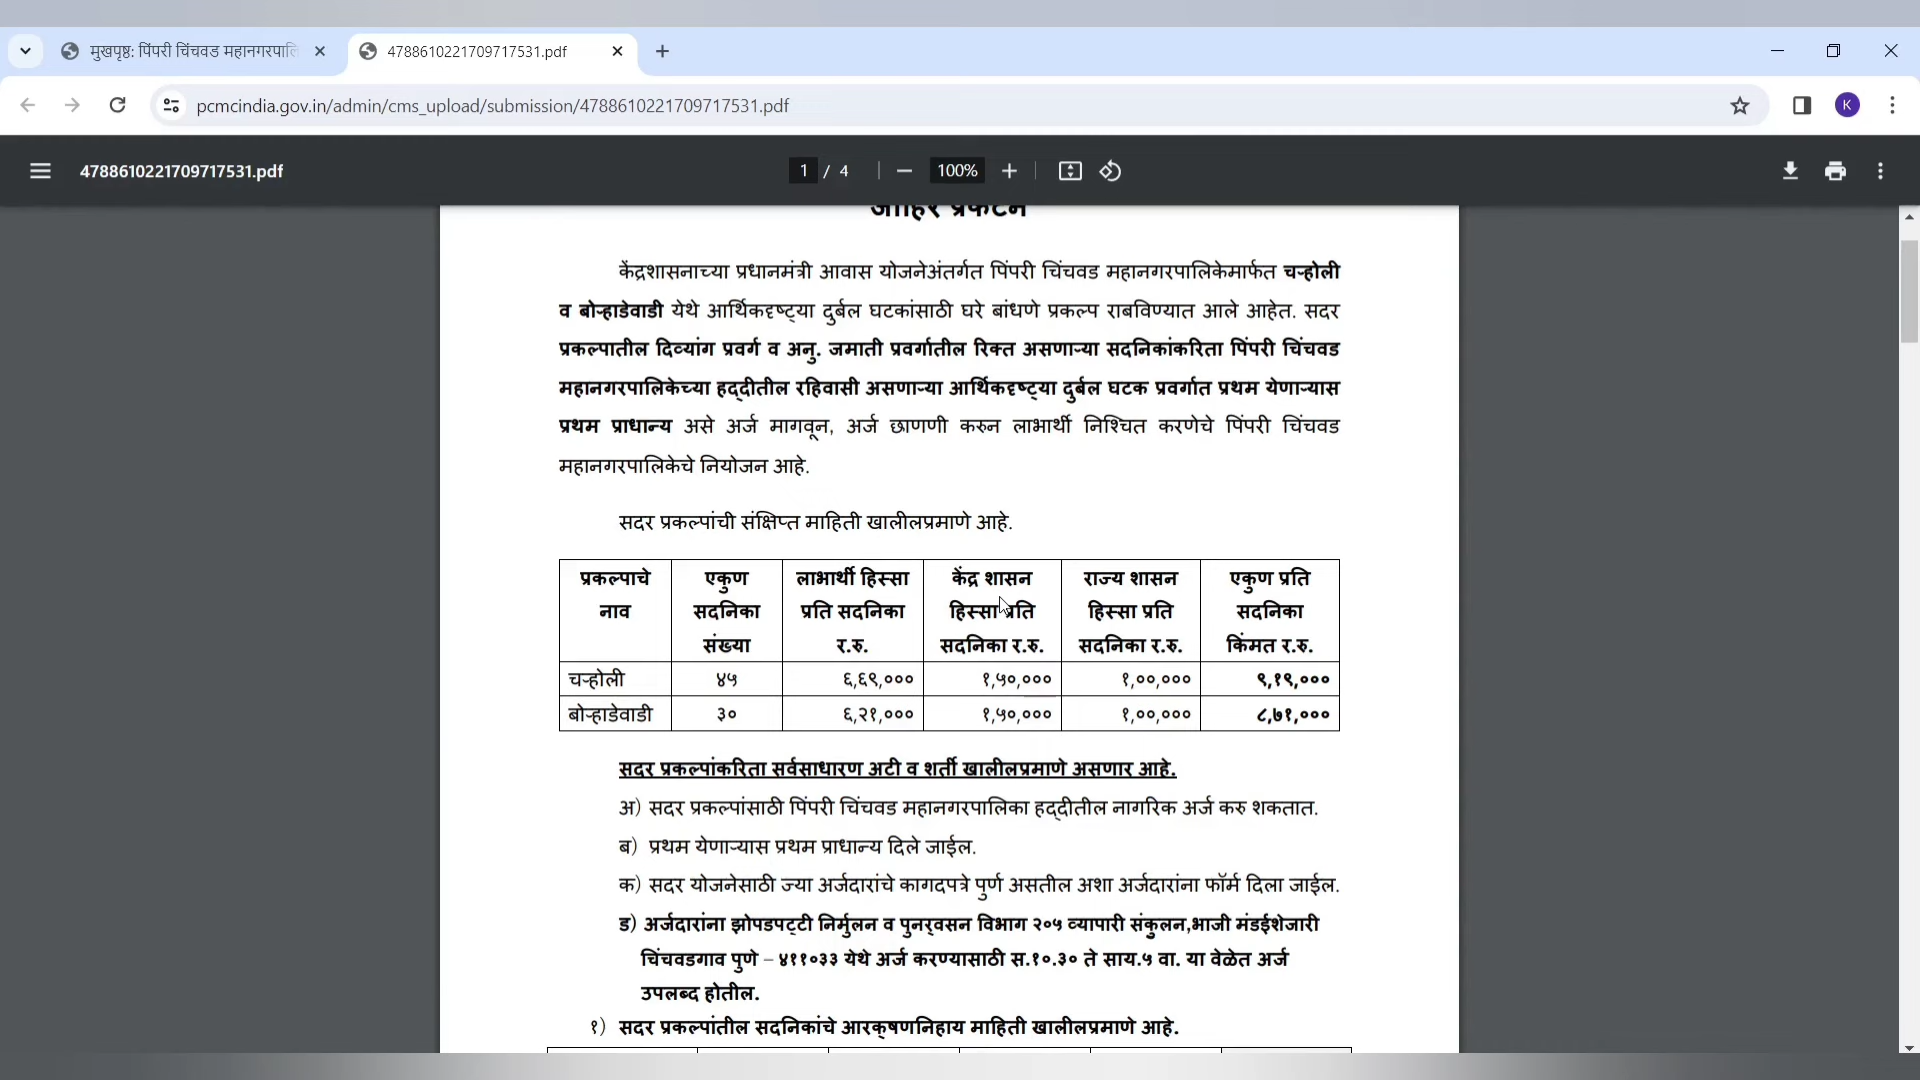 मुखपृष्ठ: पिंपरी चिंचवड महानगरपालि
4788610221709717531.pdf
pcmcindia.gov.in/admin/cms_upload/submission/4788610221709717531.pdf
K
4788610221709717531.pdf
1 / 4
100%
जाहिर प्रकटन
केंद्रशासनाच्या प्रधानमंत्री आवास योजनेअंतर्गत पिंपरी चिंचवड महानगरपालिकेमार्फत चऱ्होली
व बोऱ्हाडेवाडी येथे आर्थिकदृष्ट्या दुर्बल घटकांसाठी घरे बांधणे प्रकल्प राबविण्यात आले आहेत. सदर
प्रकल्पातील दिव्यांग प्रवर्ग व अनु. जमाती प्रवर्गातील रिक्त असणाऱ्या सदनिकांकरिता पिंपरी चिंचवड
महानगरपालिकेच्या हद्दीतील रहिवासी असणाऱ्या आर्थिकदृष्ट्या दुर्बल घटक प्रवर्गात प्रथम येणाऱ्यास
प्रथम प्राधान्य असे अर्ज मागवून, अर्ज छाणणी करुन लाभार्थी निश्चित करणेचे पिंपरी चिंचवड
महानगरपालिकेचे नियोजन आहे.
सदर प्रकल्पांची संक्षिप्त माहिती खालीलप्रमाणे आहे.
प्रकल्पाचे नाव एकुण सदनिका संख्या लाभार्थी हिस्सा प्रति सदनिका र.रु. केंद्र शासन हिस्सा प्रति सदनिका र.रु. राज्य शासन हिस्सा प्रति सदनिका र.रु. एकुण प्रति सदनिका किंमत र.रु.
चऱ्होली ४५ ६,६९,००० १,५०,००० १,००,००० ९,१९,०००
बोऱ्हाडेवाडी ३० ६,२१,००० १,५०,००० १,००,००० ८,७१,०००
सदर प्रकल्पांकरिता सर्वसाधारण अटी व शर्ती खालीलप्रमाणे असणार आहे.
अ) सदर प्रकल्पांसाठी पिंपरी चिंचवड महानगरपालिका हद्दीतील नागरिक अर्ज करु शकतात.
ब) प्रथम येणाऱ्यास प्रथम प्राधान्य दिले जाईल.
क) सदर योजनेसाठी ज्या अर्जदारांचे कागदपत्रे पुर्ण असतील अशा अर्जदारांना फॉर्म दिला जाईल.
ड) अर्जदारांना झोपडपट्टी निर्मुलन व पुनर्वसन विभाग २०५ व्यापारी संकुलन,भाजी मंडईशेजारी
चिंचवडगाव पुणे – ४११०३३ येथे अर्ज करण्यासाठी स.१०.३० ते साय.५ वा. या वेळेत अर्ज
उपलब्द होतील.
१) सदर प्रकल्पांतील सदनिकांचे आरक्षणनिहाय माहिती खालीलप्रमाणे आहे.